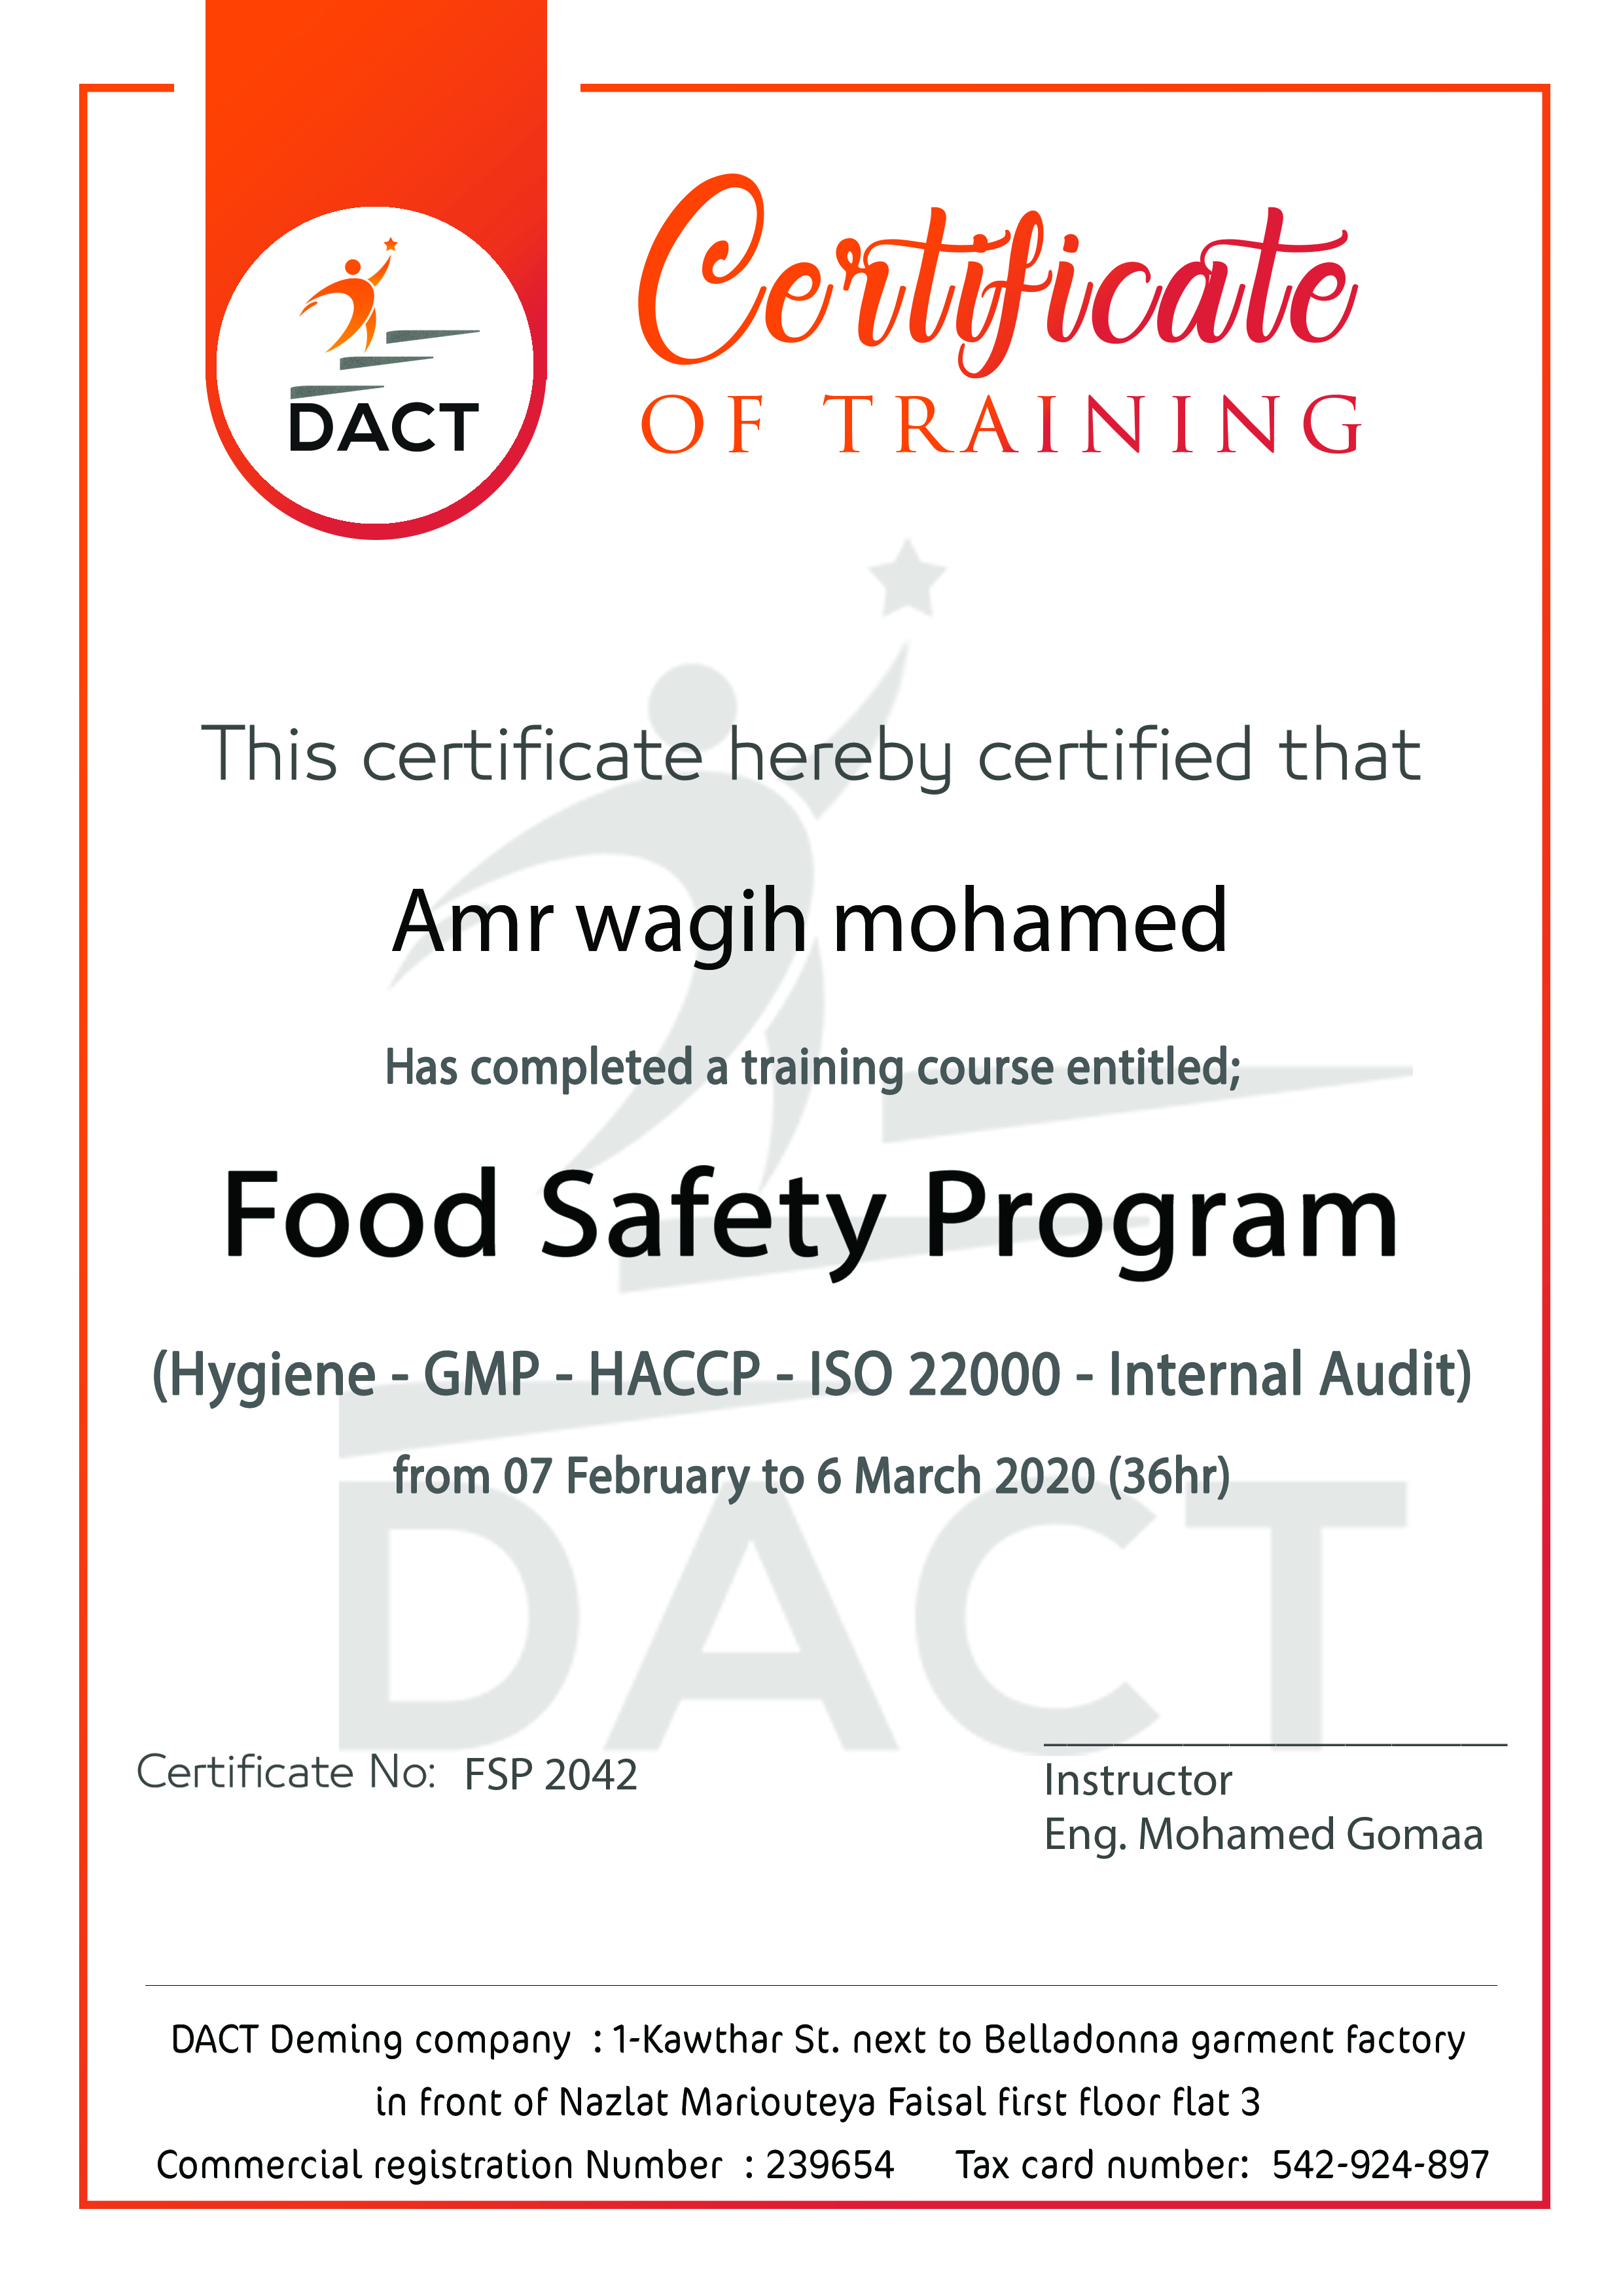 DACT
Certificate
OF TRAINING
This certificate hereby certified that
Amr wagih mohamed
Has completed a training course entitled;
Food Safety Program
(Hygiene - GMP - HACCP - ISO 22000 - Internal Audit)
from 07 February to 6 March 2020 (36hr)
DACT
Certificate No: FSP 2042
Instructor
Eng. Mohamed Gomaa
DACT Deming company : 1-Kawthar St. next to Belladonna garment factory
in front of Nazlat Mariouteya Faisal first floor flat 3
Commercial registration Number : 239654 Tax card number: 542-924-897